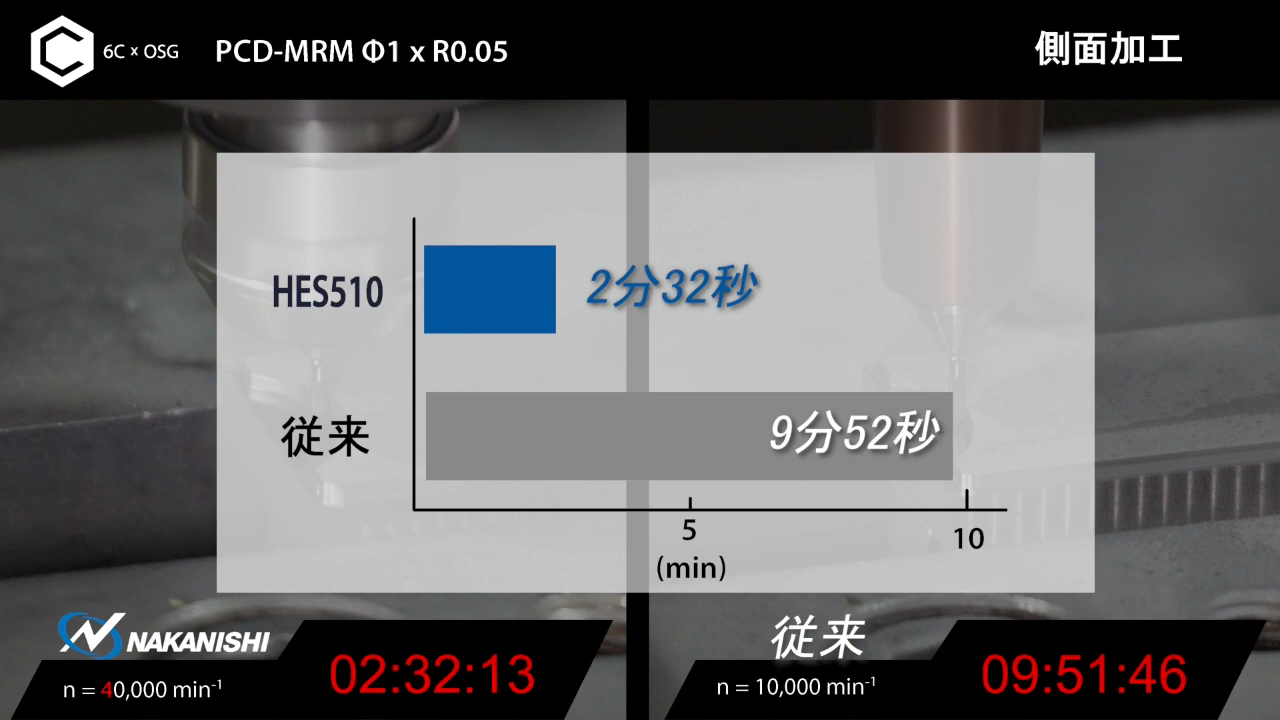 6C × OSG
PCD-MRM Φ1 x R0.05
側面加工
HES510
2分32秒
従来
9分52秒
5
10
(min)
NAKANISHI
n = 40,000 min-1
02:32:13
従来
n = 10,000 min-1
09:51:46